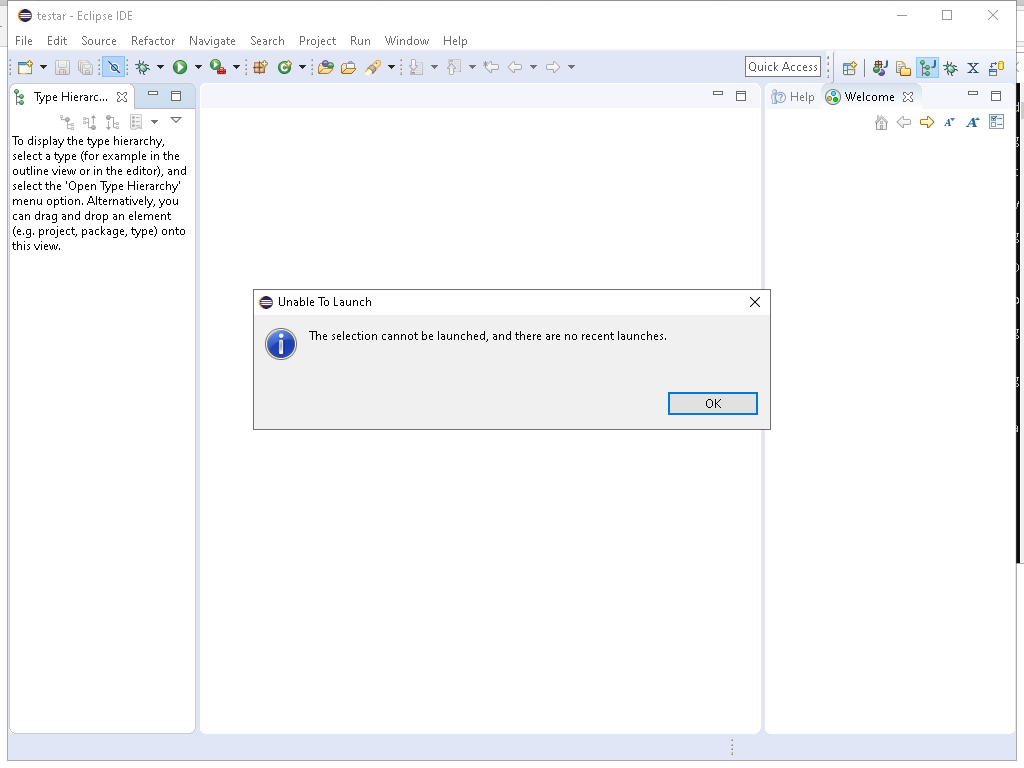 testar - Eclipse IDE
File Edit Source Refactor Navigate Search Project Run Window Help
Quick Access
Type Hierarc...
Help
Welcome
To display the type hierarchy,
select a type (for example in the
outline view or in the editor), and
select the 'Open Type Hierarchy'
menu option. Alternatively, you
can drag and drop an element
(e.g. project, package, type) onto
this view.
Unable To Launch
The selection cannot be launched, and there are no recent launches.
OK